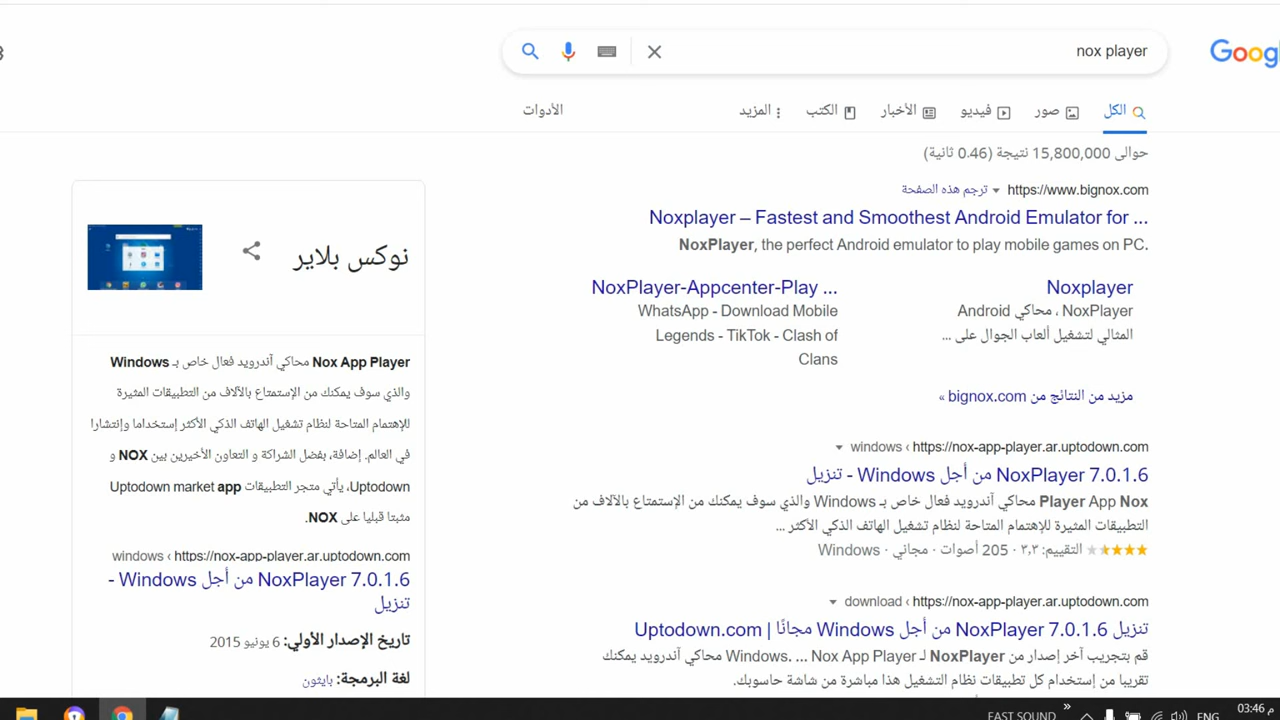 nox player
الكل
صور
فيديو
الأخبار
الكتب
المزيد
الأدوات
حوالى 15,800,000 نتيجة (0.46 ثانية)
https://www.bignox.com ترجم هذه الصفحة
Noxplayer – Fastest and Smoothest Android Emulator for ...
NoxPlayer, the perfect Android emulator to play mobile games on PC.
Noxplayer
NoxPlayer ، محاكي Android
المثالي لتشغيل ألعاب الجوال على ...
NoxPlayer-Appcenter-Play ...
WhatsApp - Download Mobile
Legends - TikTok - Clash of
Clans
مزيد من النتائج من bignox.com »
https://nox-app-player.ar.uptodown.com › windows
NoxPlayer 7.0.1.6 من أجل Windows - تنزيل
Nox App Player محاكي آندرويد فعال خاص بـ Windows والذي سوف يمكنك من الإستمتاع بالآلاف من
التطبيقات المثيرة للإهتمام المتاحة لنظام تشغيل الهاتف الذكي الأكثر ...
التقييم: ٣,٣ · 205 أصوات · مجاني · Windows
https://nox-app-player.ar.uptodown.com › download
تنزيل NoxPlayer 7.0.1.6 من أجل Windows مجانًا | Uptodown.com
قم بتجريب آخر إصدار من NoxPlayer لـ Windows. ... Nox App Player محاكي آندرويد يمكنك
تقريبا من إستخدام كل تطبيقات نظام التشغيل هذا مباشرة من شاشة حاسوبك.
نوكس بلاير
Nox App Player محاكي آندرويد فعال خاص بـ Windows
والذي سوف يمكنك من الإستمتاع بالآلاف من التطبيقات المثيرة
للإهتمام المتاحة لنظام تشغيل الهاتف الذكي الأكثر إستخداما وإنتشارا
في العالم. إضافة، بفضل الشراكة و التعاون الأخيرين بين NOX و
Uptodown، يأتي متجر التطبيقات Uptodown market app
مثبتا قبليا على NOX.
https://nox-app-player.ar.uptodown.com › windows
NoxPlayer 7.0.1.6 من أجل Windows -
تنزيل
تاريخ الإصدار الأولي: 6 يونيو 2015
لغة البرمجة: بايثون
EAST SOUND
»
ENG
03:46 م